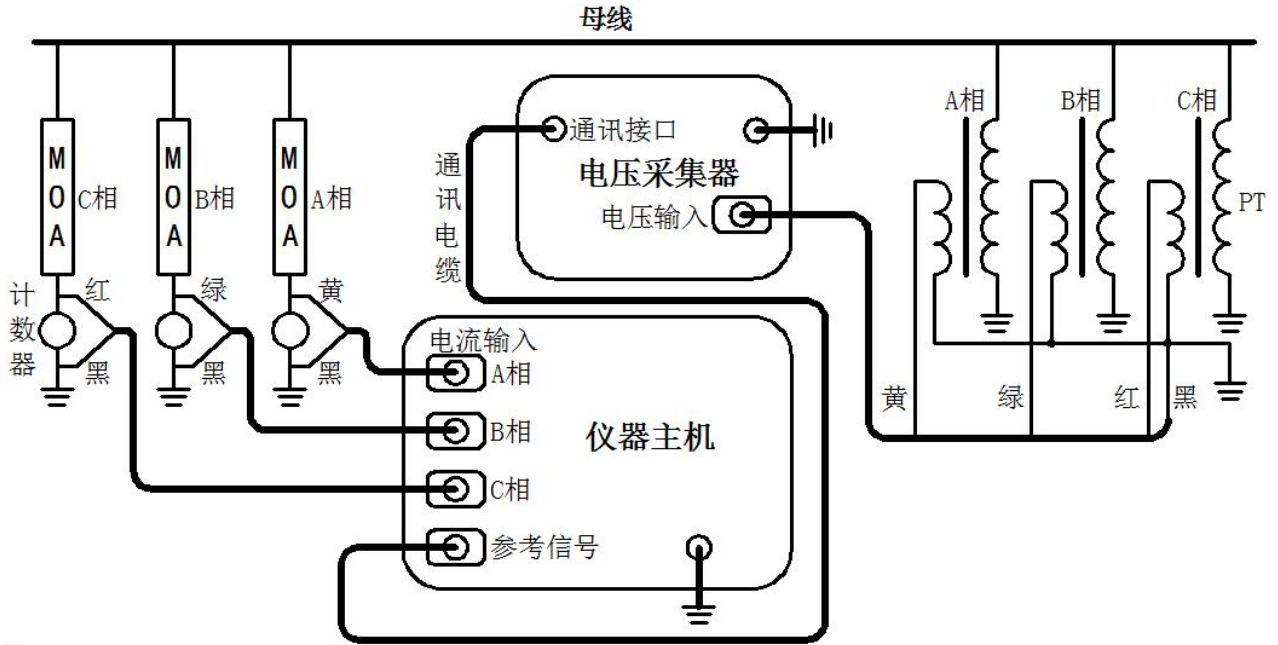 母线
A相
B相
C相
通讯接口
MOA
MOA
MOA
通讯电缆
电压采集器
C相
B相
A相
电压输入
PT
计数器
红
绿
黄
电流输入
黑
黑
黑
A相
黄
绿
红
黑
B相
仪器主机
C相
参考信号